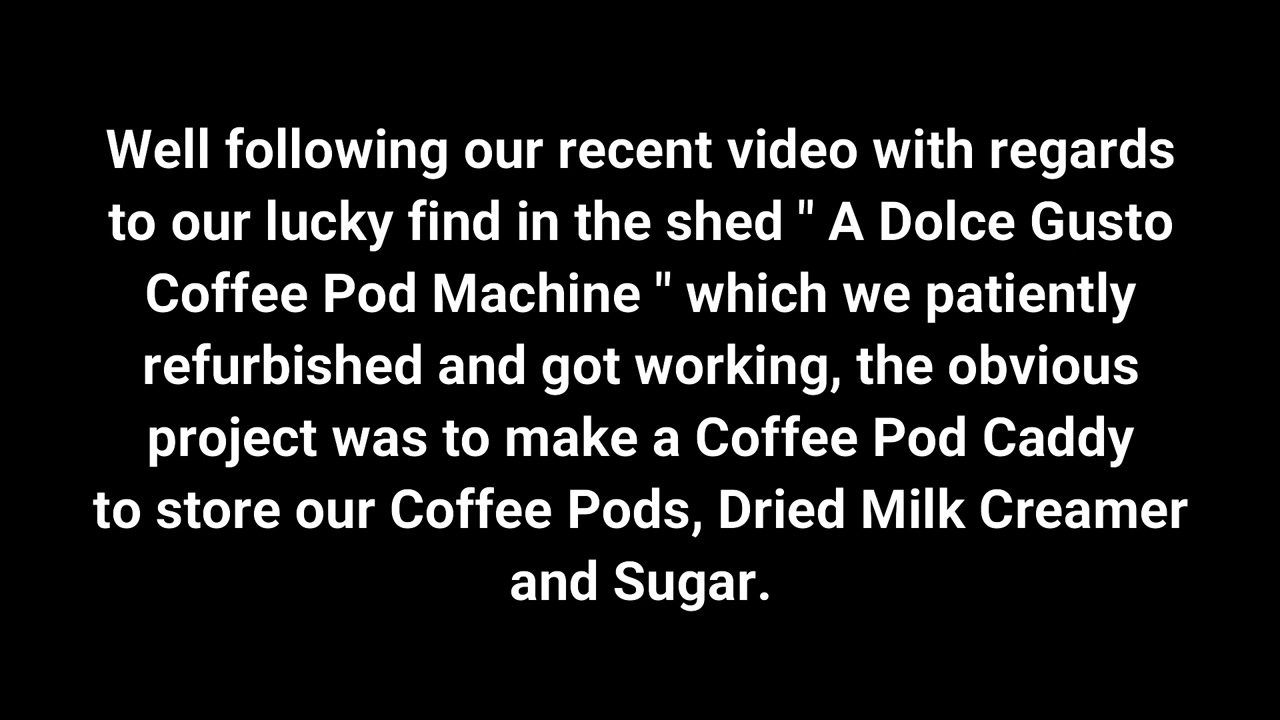 Well following our recent video with regards
to our lucky find in the shed " A Dolce Gusto
Coffee Pod Machine " which we patiently
refurbished and got working, the obvious
project was to make a Coffee Pod Caddy
to store our Coffee Pods, Dried Milk Creamer
and Sugar.